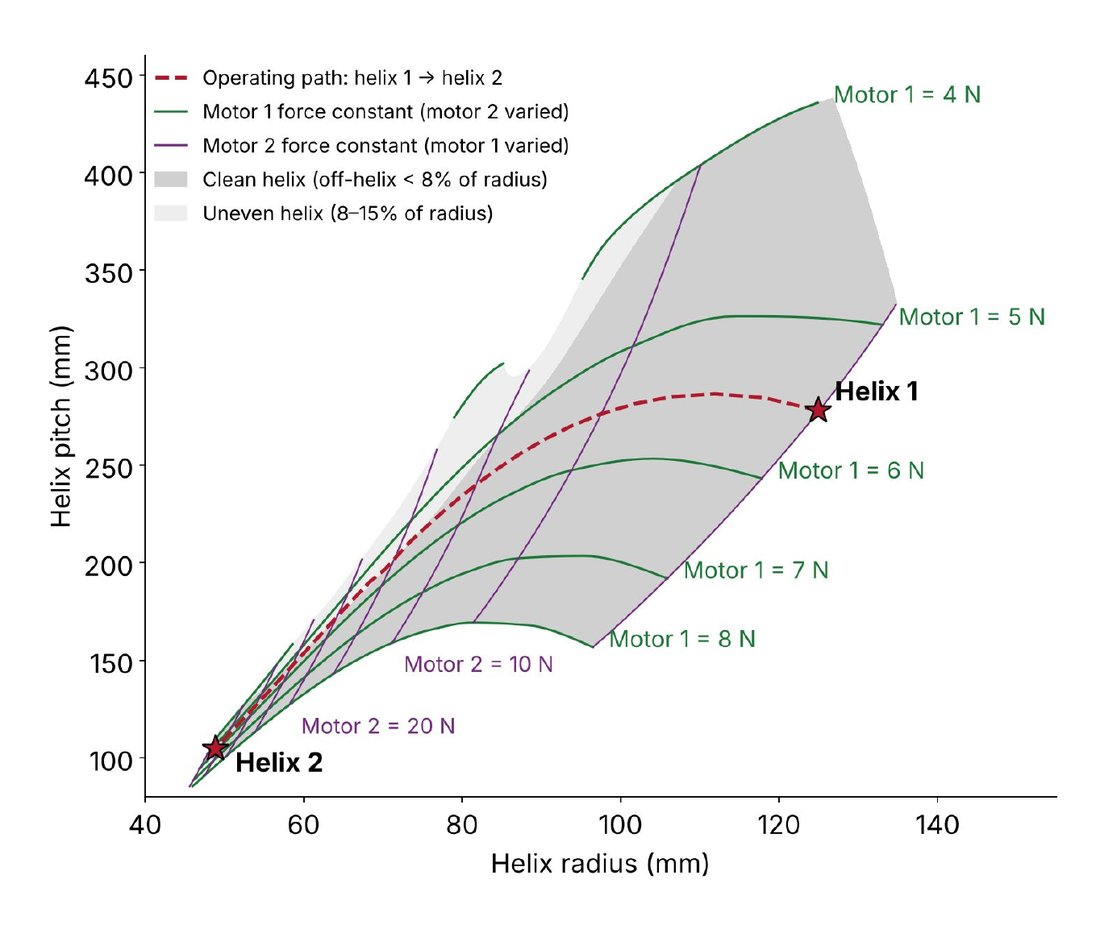 Operating path: helix 1 → helix 2
Motor 1 force constant (motor 2 varied)
Motor 2 force constant (motor 1 varied)
Clean helix (off-helix < 8% of radius)
Uneven helix (8–15% of radius)
Motor 1 = 4 N
Motor 1 = 5 N
Helix 1
Motor 1 = 6 N
Motor 1 = 7 N
Motor 1 = 8 N
Motor 2 = 10 N
Motor 2 = 20 N
Helix 2
Helix pitch (mm)
450
400
350
300
250
200
150
100
40 60 80 100 120 140
Helix radius (mm)